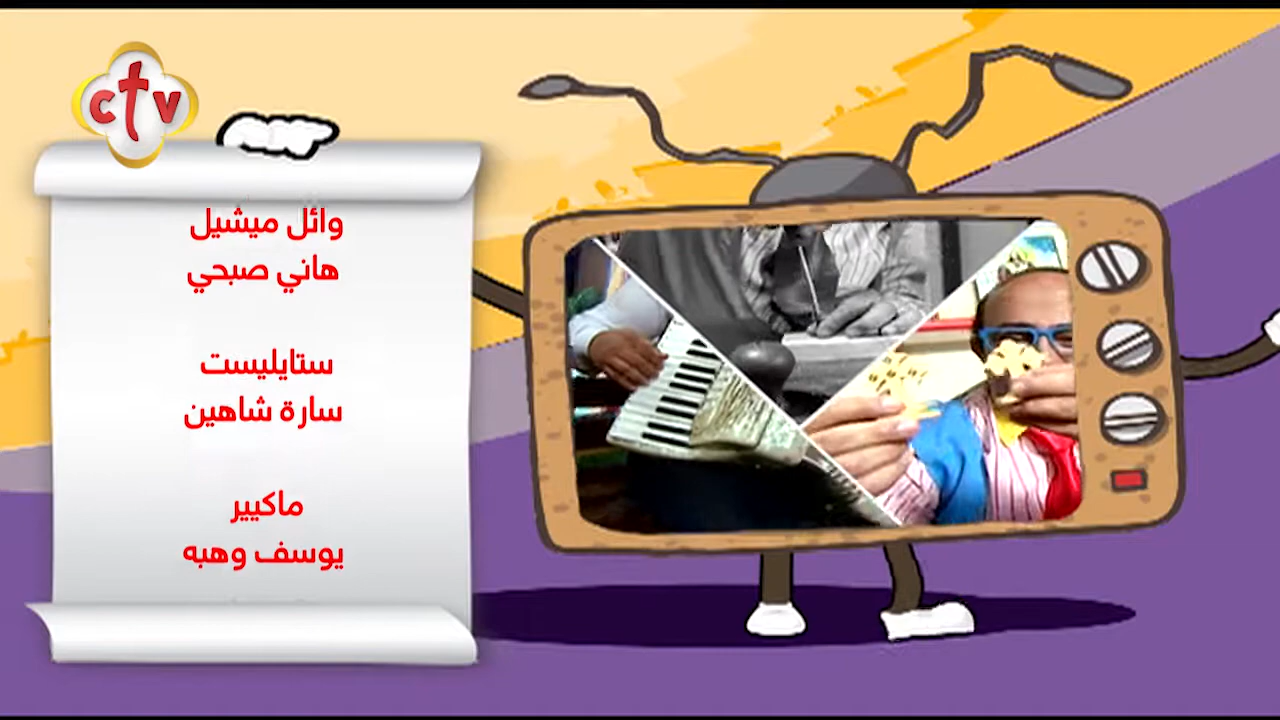 ctv
وائل ميشيل
هاني صبحي
ستايليست
سارة شاهين
ماكيير
يوسف وهبه